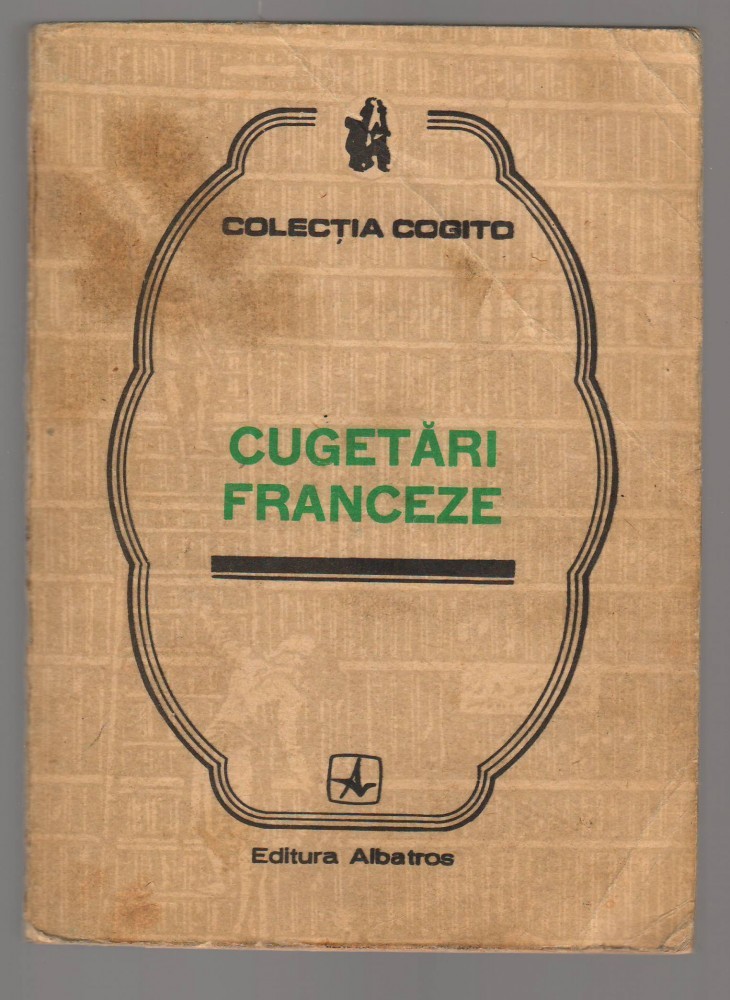 COLECȚIA COGITO
CUGETĂRI
FRANCEZE
Editura Albatros